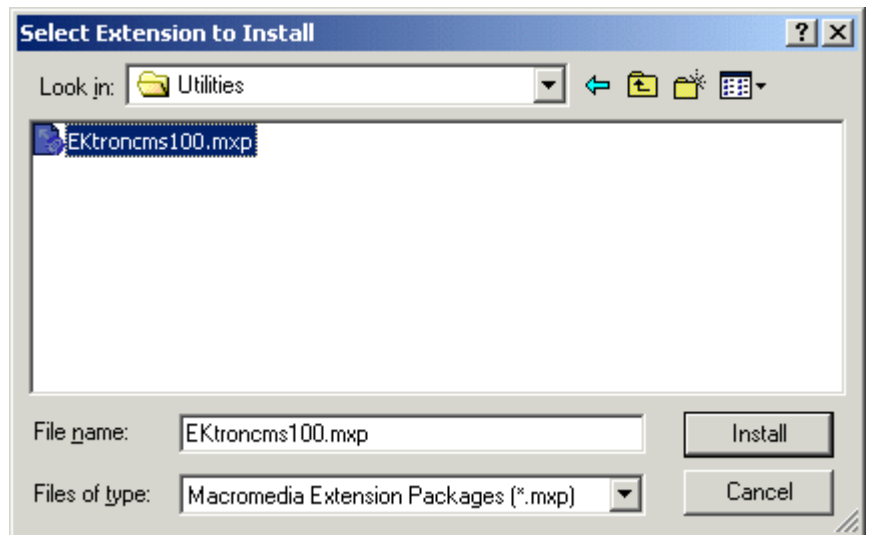 Select Extension to Install
Look in: Utilities
EKtroncms100.mxp
File name: EKtroncms100.mxp Install
Files of type: Macromedia Extension Packages (*.mxp) Cancel